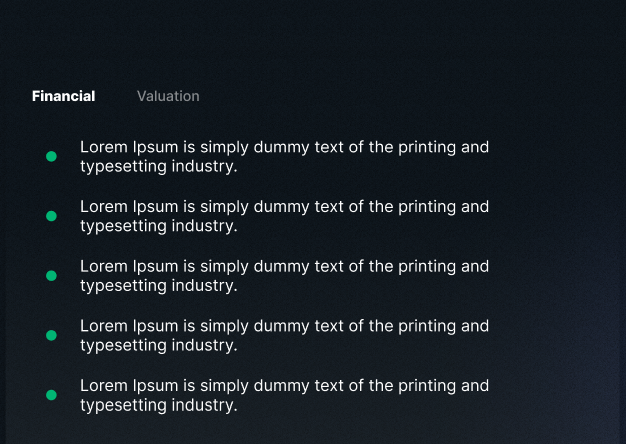 Financial Valuation
Lorem Ipsum is simply dummy text of the printing and
typesetting industry.
Lorem Ipsum is simply dummy text of the printing and
typesetting industry.
Lorem Ipsum is simply dummy text of the printing and
typesetting industry.
Lorem Ipsum is simply dummy text of the printing and
typesetting industry.
Lorem Ipsum is simply dummy text of the printing and
typesetting industry.